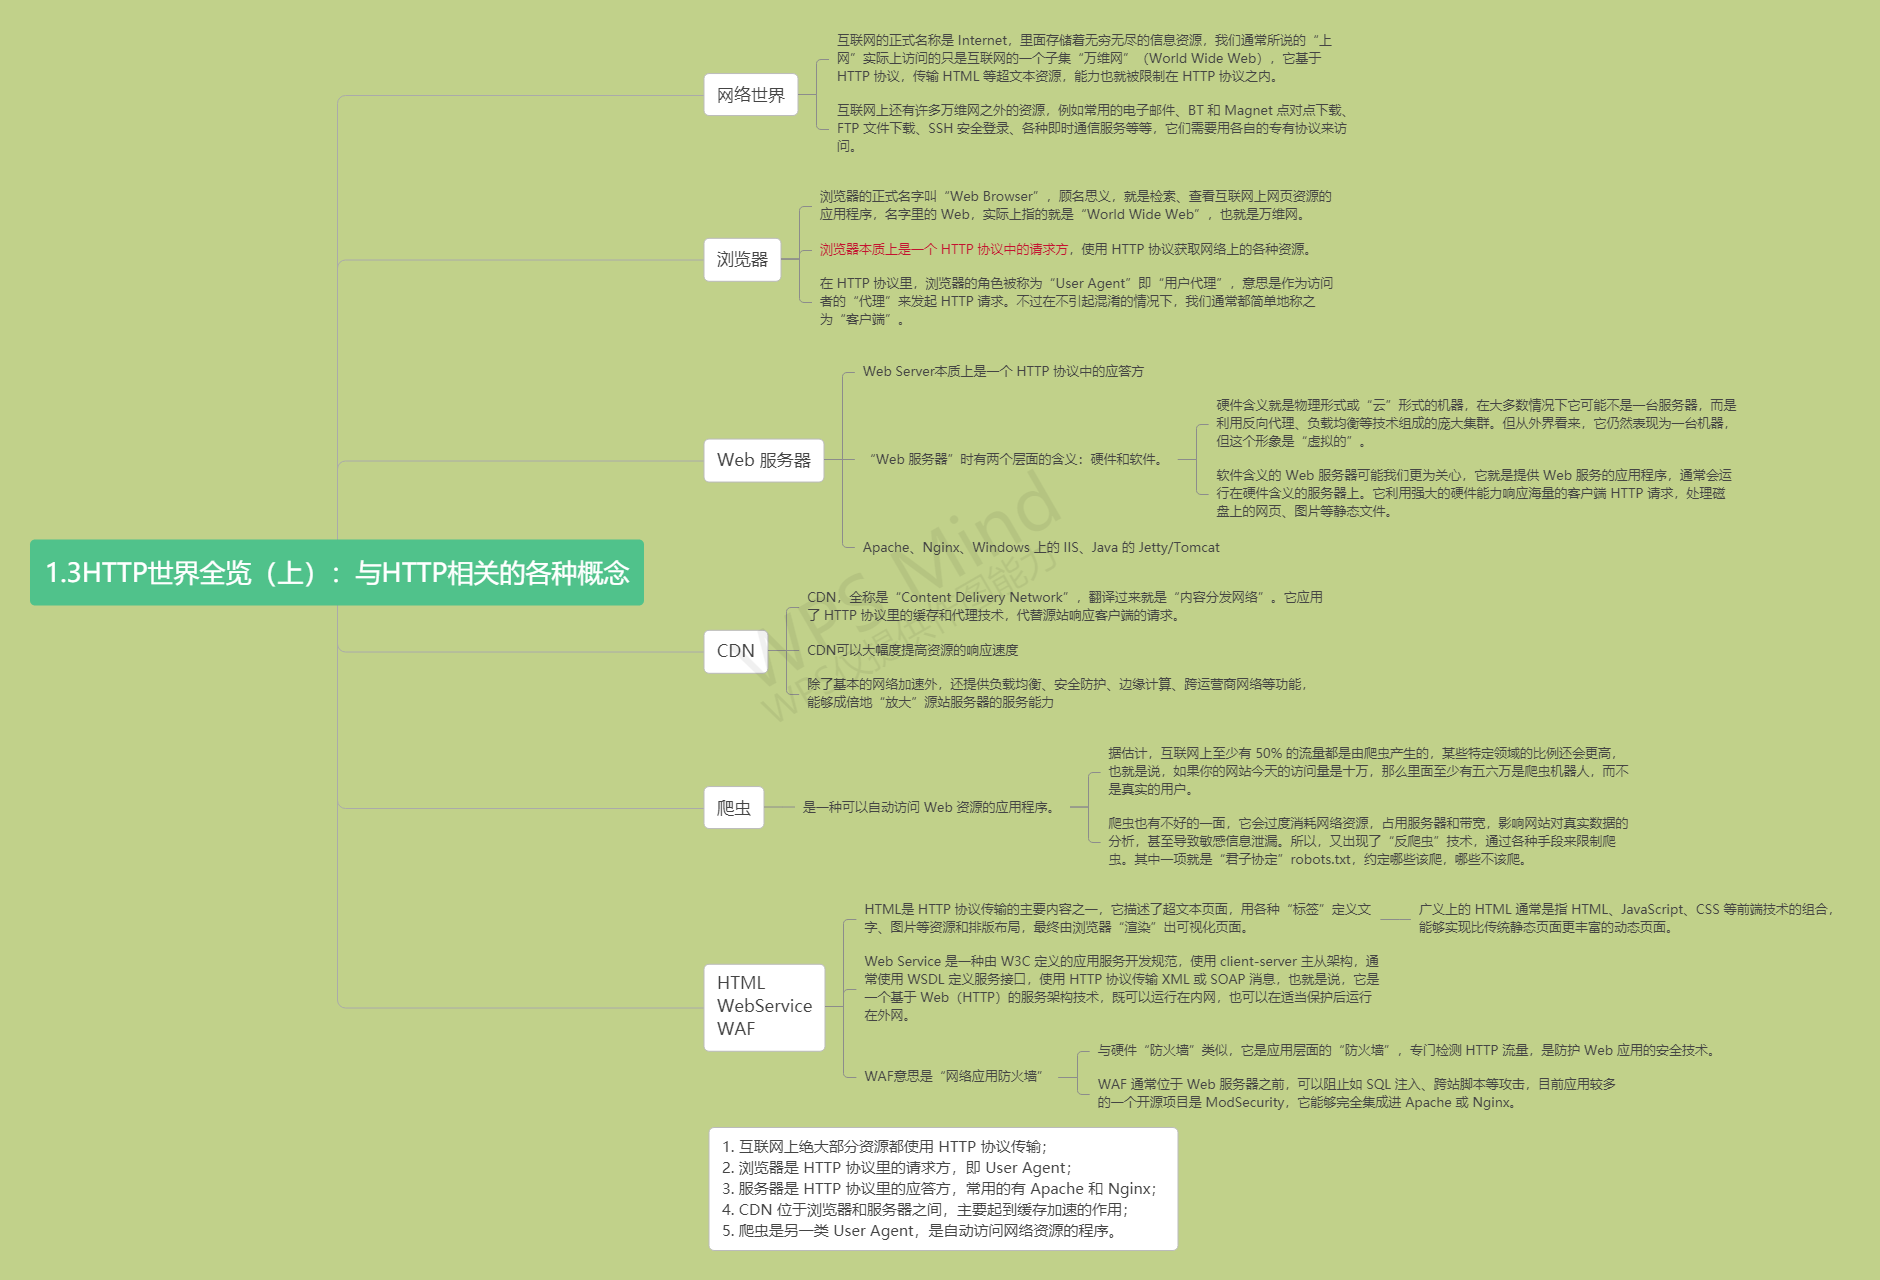 1.3HTTP世界全览（上）：与HTTP相关的各种概念
网络世界
互联网的正式名称是 Internet，里面存储着无穷无尽的信息资源，我们通常所说的“上
网”实际上访问的只是互联网的一个子集“万维网”（World Wide Web），它基于
HTTP 协议，传输 HTML 等超文本资源，能力也就被限制在 HTTP 协议之内。
互联网上还有许多万维网之外的资源，例如常用的电子邮件、BT 和 Magnet 点对点下载、
FTP 文件下载、SSH 安全登录、各种即时通信服务等等，它们需要用各自的专有协议来访
问。
浏览器
浏览器的正式名字叫“Web Browser”，顾名思义，就是检索、查看互联网上网页资源的
应用程序，名字里的 Web，实际上指的就是“World Wide Web”，也就是万维网。
浏览器本质上是一个 HTTP 协议中的请求方，使用 HTTP 协议获取网络上的各种资源。
在 HTTP 协议里，浏览器的角色被称为“User Agent”即“用户代理”，意思是作为访问
者的“代理”来发起 HTTP 请求。不过在不引起混淆的情况下，我们通常都简单地称之
为“客户端”。
Web 服务器
Web Server本质上是一个 HTTP 协议中的应答方
“Web 服务器”时有两个层面的含义：硬件和软件。
硬件含义就是物理形式或“云”形式的机器，在大多数情况下它可能不是一台服务器，而是
利用反向代理、负载均衡等技术组成的庞大集群。但从外界看来，它仍然表现为一台机器，
但这个形象是“虚拟的”。
软件含义的 Web 服务器可能我们更为关心，它就是提供 Web 服务的应用程序，通常会运
行在硬件含义的服务器上。它利用强大的硬件能力响应海量的客户端 HTTP 请求，处理磁
盘上的网页、图片等静态文件。
Apache、Nginx、Windows 上的 IIS、Java 的 Jetty/Tomcat
CDN
CDN，全称是“Content Delivery Network”，翻译过来就是“内容分发网络”。它应用
了 HTTP 协议里的缓存和代理技术，代替源站响应客户端的请求。
CDN可以大幅度提高资源的响应速度
除了基本的网络加速外，还提供负载均衡、安全防护、边缘计算、跨运营商网络等功能，
能够成倍地“放大”源站服务器的服务能力
爬虫
是一种可以自动访问 Web 资源的应用程序。
据估计，互联网上至少有 50% 的流量都是由爬虫产生的，某些特定领域的比例还会更高，
也就是说，如果你的网站今天的访问量是十万，那么里面至少有五六万是爬虫机器人，而不
是真实的用户。
爬虫也有不好的一面，它会过度消耗网络资源，占用服务器和带宽，影响网站对真实数据的
分析，甚至导致敏感信息泄漏。所以，又出现了“反爬虫”技术，通过各种手段来限制爬
虫。其中一项就是“君子协定”robots.txt，约定哪些该爬，哪些不该爬。
HTML
WebService
WAF
HTML是 HTTP 协议传输的主要内容之一，它描述了超文本页面，用各种“标签”定义文
字、图片等资源和排版布局，最终由浏览器“渲染”出可视化页面。
广义上的 HTML 通常是指 HTML、JavaScript、CSS 等前端技术的组合，
能够实现比传统静态页面更丰富的动态页面。
Web Service 是一种由 W3C 定义的应用服务开发规范，使用 client-server 主从架构，通
常使用 WSDL 定义服务接口，使用 HTTP 协议传输 XML 或 SOAP 消息，也就是说，它是
一个基于 Web（HTTP）的服务架构技术，既可以运行在内网，也可以在适当保护后运行
在外网。
WAF意思是“网络应用防火墙”
与硬件“防火墙”类似，它是应用层面的“防火墙”，专门检测 HTTP 流量，是防护 Web 应用的安全技术。
WAF 通常位于 Web 服务器之前，可以阻止如 SQL 注入、跨站脚本等攻击，目前应用较多
的一个开源项目是 ModSecurity，它能够完全集成进 Apache 或 Nginx。
1. 互联网上绝大部分资源都使用 HTTP 协议传输；
2. 浏览器是 HTTP 协议里的请求方，即 User Agent；
3. 服务器是 HTTP 协议里的应答方，常用的有 Apache 和 Nginx；
4. CDN 位于浏览器和服务器之间，主要起到缓存加速的作用；
5. 爬虫是另一类 User Agent，是自动访问网络资源的程序。
WPS Mind